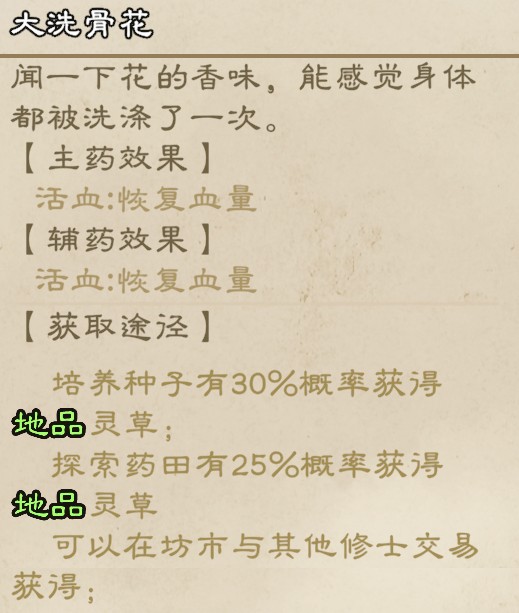 大洗骨花
闻一下花的香味，能感觉身体
都被洗涤了一次。
【主药效果】
活血:恢复血量
【辅药效果】
活血:恢复血量
【获取途径】
培养种子有30%概率获得
地品灵草;
探索药田有25%概率获得
地品灵草
可以在坊市与其他修士交易
获得;